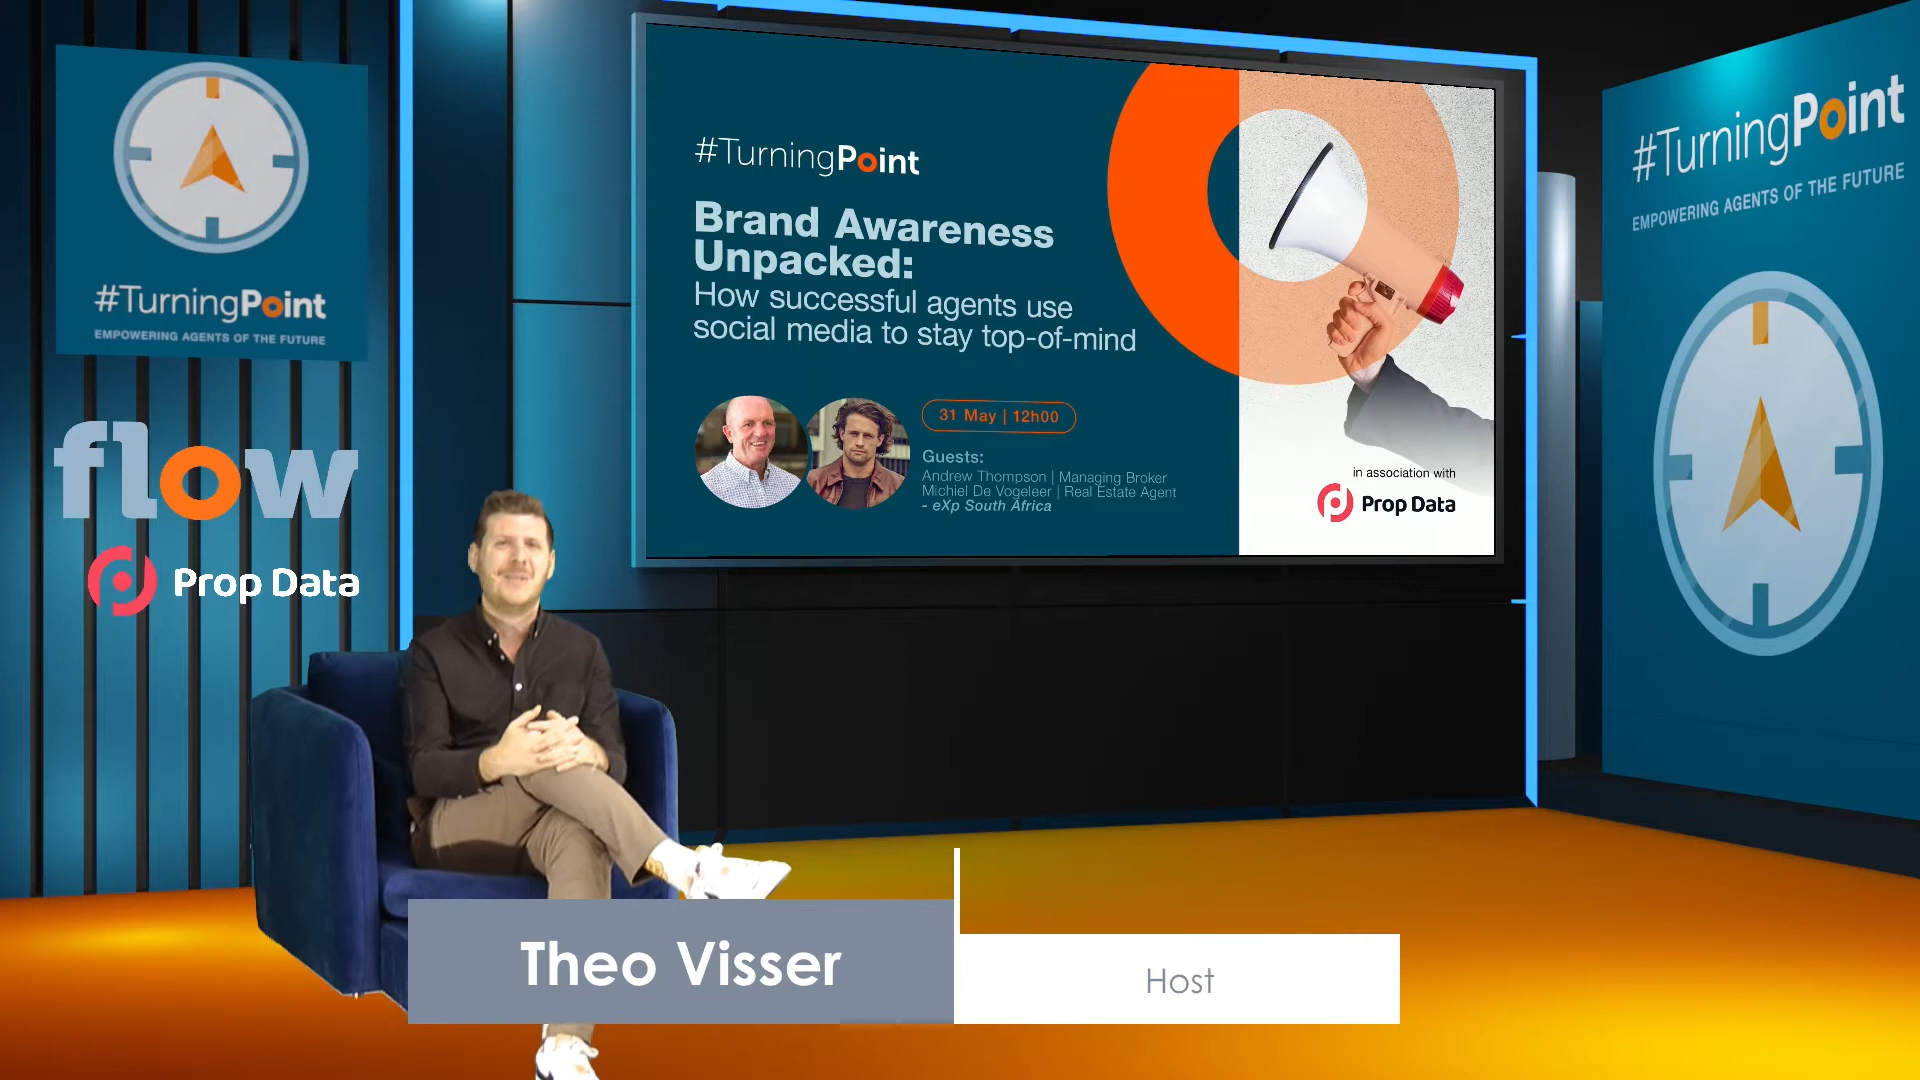 #TurningPoint
EMPOWERING AGENTS OF THE FUTURE
flow
Prop Data
#TurningPoint
Brand Awareness
Unpacked:
How successful agents use
social media to stay top-of-mind
31 May | 12h00
Guests:
Andrew Thompson | Managing Broker
Michiel De Vogeleer | Real Estate Agent
- eXp South Africa
in association with
Prop Data
#TurningPoint
EMPOWERING AGENTS OF THE FUTURE
Theo Visser
Host